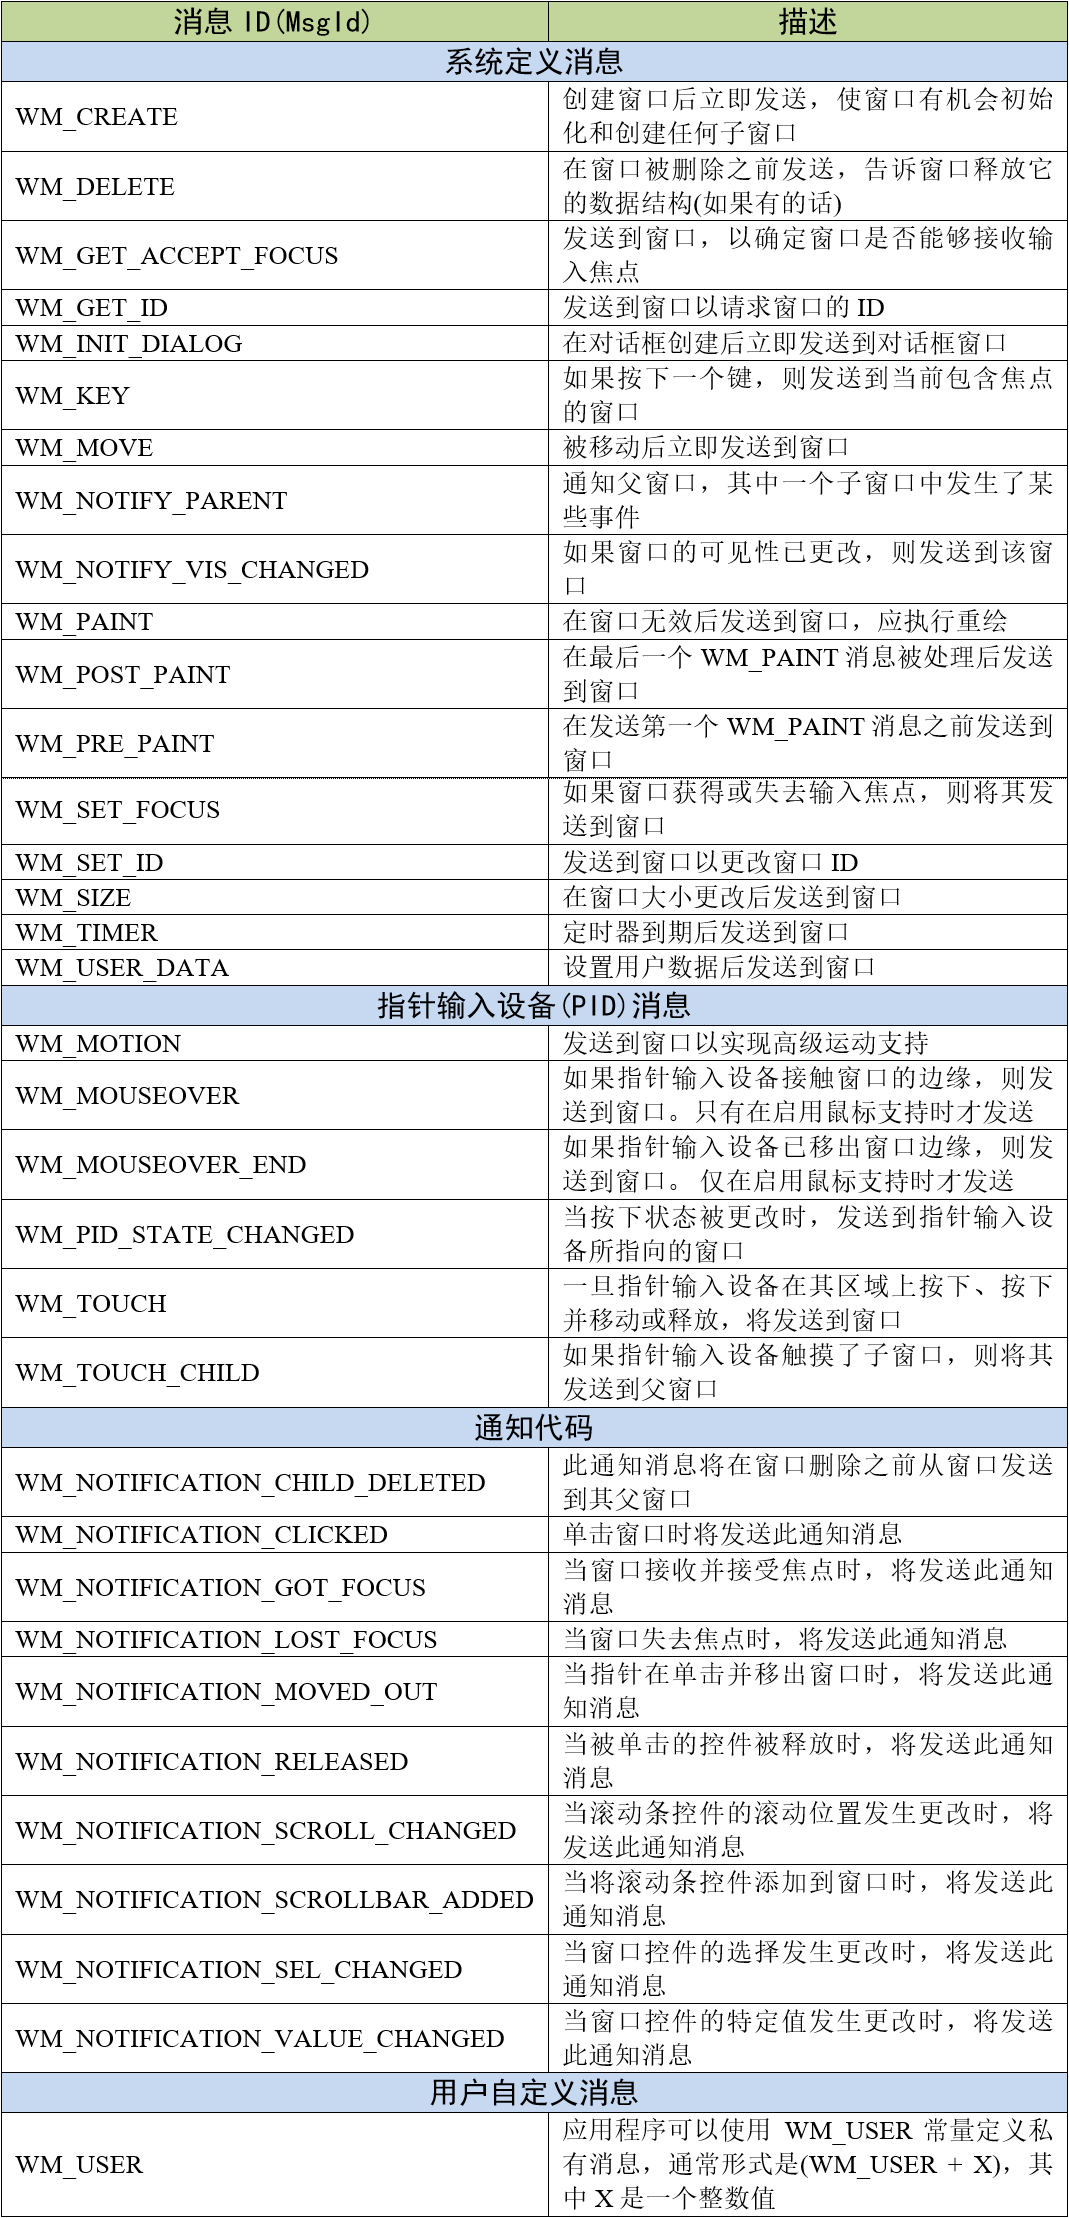 消息 ID(MsgId)
描述
系统定义消息
WM_CREATE
创建窗口后立即发送，使窗口有机会初始
化和创建任何子窗口
WM_DELETE
在窗口被删除之前发送，告诉窗口释放它
的数据结构(如果有的话)
WM_GET_ACCEPT_FOCUS
发送到窗口，以确定窗口是否能够接收输
入焦点
WM_GET_ID
发送到窗口以请求窗口的 ID
WM_INIT_DIALOG
在对话框创建后立即发送到对话框窗口
WM_KEY
如果按下一个键，则发送到当前包含焦点
的窗口
WM_MOVE
被移动后立即发送到窗口
WM_NOTIFY_PARENT
通知父窗口，其中一个子窗口中发生了某
些事件
WM_NOTIFY_VIS_CHANGED
如果窗口的可见性已更改，则发送到该窗
口
WM_PAINT
在窗口无效后发送到窗口，应执行重绘
WM_POST_PAINT
在最后一个 WM_PAINT 消息被处理后发送
到窗口
WM_PRE_PAINT
在发送第一个 WM_PAINT 消息之前发送到
窗口
WM_SET_FOCUS
如果窗口获得或失去输入焦点，则将其发
送到窗口
WM_SET_ID
发送到窗口以更改窗口 ID
WM_SIZE
在窗口大小更改后发送到窗口
WM_TIMER
定时器到期后发送到窗口
WM_USER_DATA
设置用户数据后发送到窗口
指针输入设备(PID)消息
WM_MOTION
发送到窗口以实现高级运动支持
WM_MOUSEOVER
如果指针输入设备接触窗口的边缘，则发
送到窗口。只有在启用鼠标支持时才发送
WM_MOUSEOVER_END
如果指针输入设备已移出窗口边缘，则发
送到窗口。 仅在启用鼠标支持时才发送
WM_PID_STATE_CHANGED
当按下状态被更改时，发送到指针输入设
备所指向的窗口
WM_TOUCH
一旦指针输入设备在其区域上按下、按下
并移动或释放，将发送到窗口
WM_TOUCH_CHILD
如果指针输入设备触摸了子窗口，则将其
发送到父窗口
通知代码
WM_NOTIFICATION_CHILD_DELETED
此通知消息将在窗口删除之前从窗口发送
到其父窗口
WM_NOTIFICATION_CLICKED
单击窗口时将发送此通知消息
WM_NOTIFICATION_GOT_FOCUS
当窗口接收并接受焦点时，将发送此通知
消息
WM_NOTIFICATION_LOST_FOCUS
当窗口失去焦点时，将发送此通知消息
WM_NOTIFICATION_MOVED_OUT
当指针在单击并移出窗口时，将发送此通
知消息
WM_NOTIFICATION_RELEASED
当被单击的控件被释放时，将发送此通知
消息
WM_NOTIFICATION_SCROLL_CHANGED
当滚动条控件的滚动位置发生更改时，将
发送此通知消息
WM_NOTIFICATION_SCROLLBAR_ADDED
当将滚动条控件添加到窗口时，将发送此
通知消息
WM_NOTIFICATION_SEL_CHANGED
当窗口控件的选择发生更改时，将发送此
通知消息
WM_NOTIFICATION_VALUE_CHANGED
当窗口控件的特定值发生更改时，将发送
此通知消息
用户自定义消息
WM_USER
应用程序可以使用 WM_USER 常量定义私
有消息，通常形式是(WM_USER + X)，其
中 X 是一个整数值